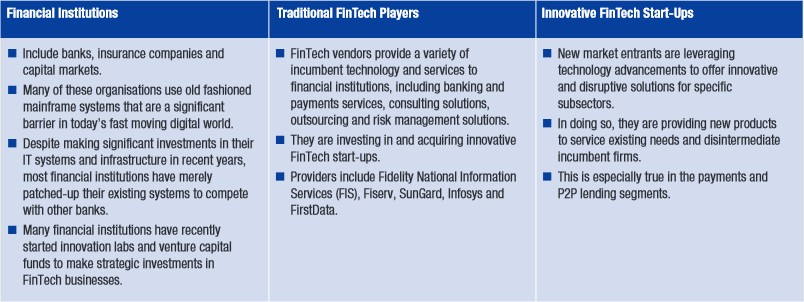 Financial Institutions
Include banks, insurance companies and
capital markets.
Many of these organisations use old fashioned
mainframe systems that are a significant
barrier in today's fast moving digital world.
Despite making significant investments in their
IT systems and infrastructure in recent years,
most financial institutions have merely
patched-up their existing systems to compete
with other banks.
Many financial institutions have recently
started innovation labs and venture capital
funds to make strategic investments in
FinTech businesses.
Traditional FinTech Players
FinTech vendors provide a variety of
incumbent technology and services to
financial institutions, including banking and
payments services, consulting solutions,
outsourcing and risk management solutions.
They are investing in and acquiring innovative
FinTech start-ups.
Providers include Fidelity National Information
Services (FIS), Fiserv, SunGard, Infosys and
FirstData.
Innovative FinTech Start-Ups
New market entrants are leveraging
technology advancements to offer innovative
and disruptive solutions for specific
subsectors.
In doing so, they are providing new products
to service existing needs and disintermediate
incumbent firms.
This is especially true in the payments and
P2P lending segments.